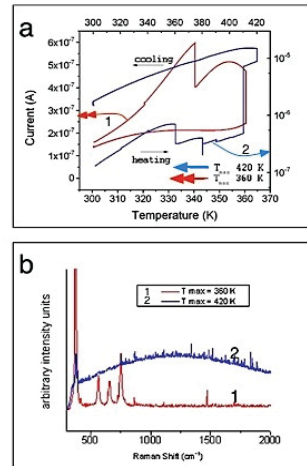 a
300 320 340 360 380 400 420
6x10⁻⁷
5x10⁻⁷
4x10⁻⁷
3x10⁻⁷
2x10⁻⁷
1x10⁻⁷
0
Current (A)
cooling
1
2
heating
10⁻⁵
10⁻⁶
10⁻⁷
T max 420 K
T max 360 K
300 310 320 330 340 350 360 370
Temperature (K)
b
1 T max = 360 K
2 T max = 420 K
arbitrary intensity units
2
1
500 1000 1500 2000
Raman Shift (cm⁻¹)